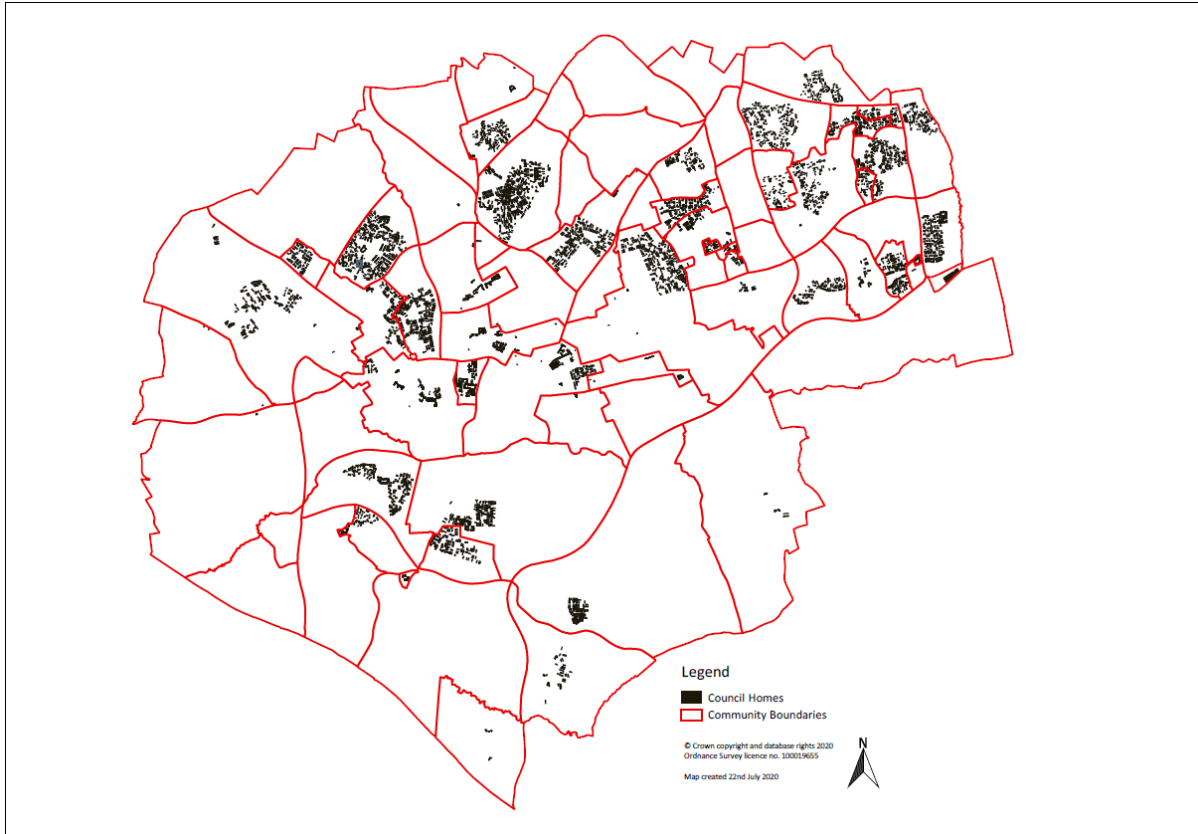 Legend
Council Homes
Community Boundaries
© Crown copyright and database rights 2020
Ordnance Survey licence no. 100019655
Map created 22nd July 2020
N